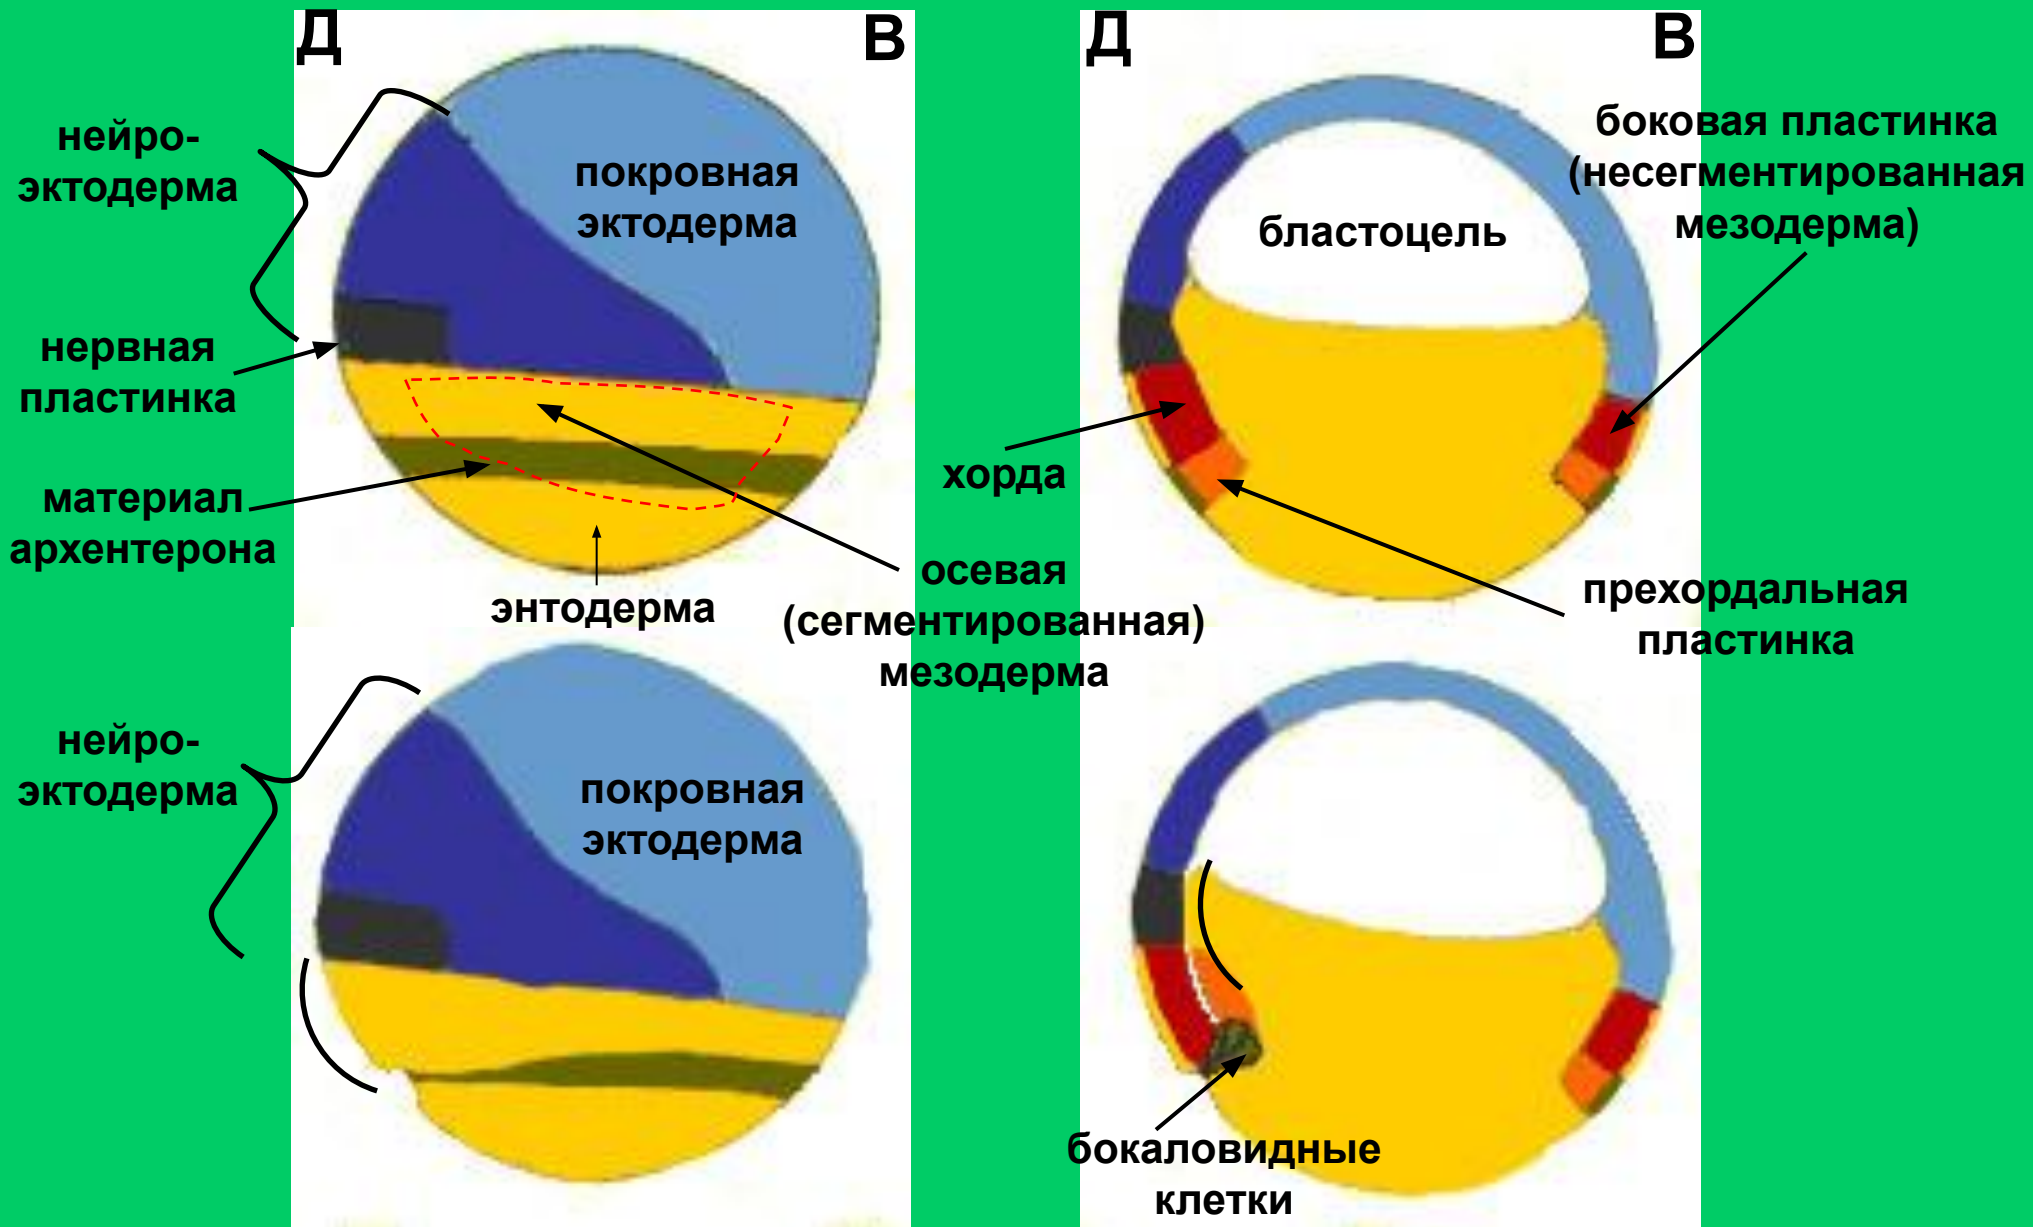 Д
В
Д
В
нейро-
эктодерма
покровная
эктодерма
нервная
пластинка
материал
архентерона
энтодерма
осевая
(сегментированная)
мезодерма
бластоцель
боковая пластинка
(несегментированная
мезодерма)
хорда
прехордальная
пластинка
нейро-
эктодерма
покровная
эктодерма
бокаловидные
клетки